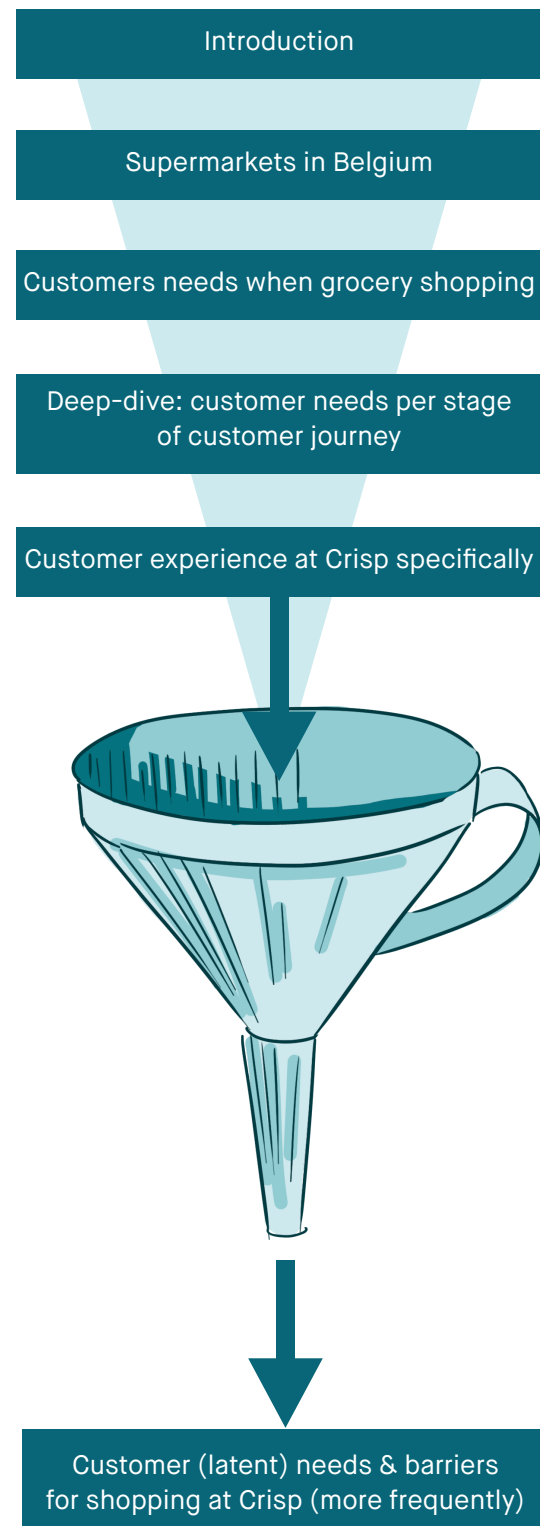 Introduction
Supermarkets in Belgium
Customers needs when grocery shopping
Deep-dive: customer needs per stage
of customer journey
Customer experience at Crisp specifically
Customer (latent) needs & barriers
for shopping at Crisp (more frequently)